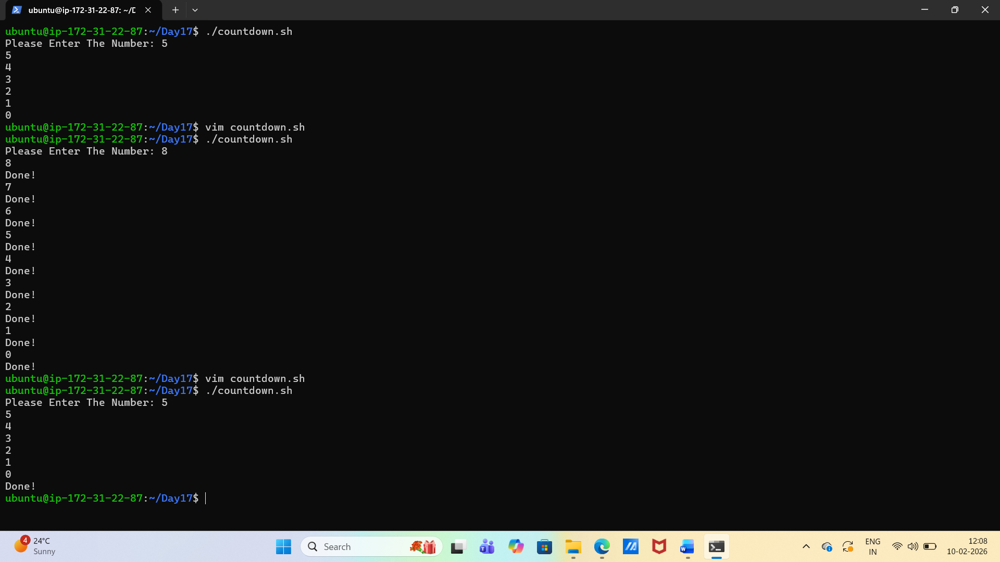 ubuntu@ip-172-31-22-87: ~/D
ubuntu@ip-172-31-22-87:~/Day17$ ./countdown.sh
Please Enter The Number: 5
5
4
3
2
1
0
ubuntu@ip-172-31-22-87:~/Day17$ vim countdown.sh
ubuntu@ip-172-31-22-87:~/Day17$ ./countdown.sh
Please Enter The Number: 8
8
Done!
7
Done!
6
Done!
5
Done!
4
Done!
3
Done!
2
Done!
1
Done!
0
Done!
ubuntu@ip-172-31-22-87:~/Day17$ vim countdown.sh
ubuntu@ip-172-31-22-87:~/Day17$ ./countdown.sh
Please Enter The Number: 5
5
4
3
2
1
0
Done!
ubuntu@ip-172-31-22-87:~/Day17$
4
24°C
Sunny
Search
ENG
IN
12:08
10-02-2026